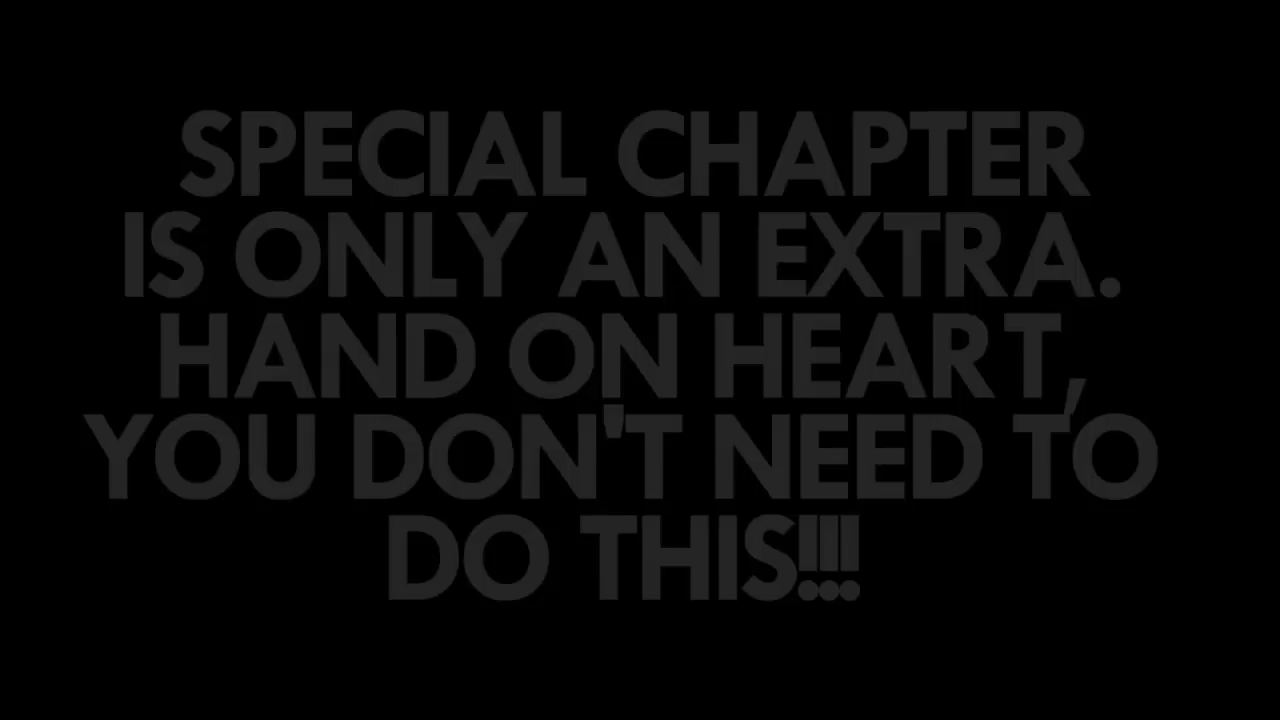 SPECIAL CHAPTER
IS ONLY AN EXTRA.
HAND ON HEART,
YOU DON'T NEED TO
DO THIS!!!